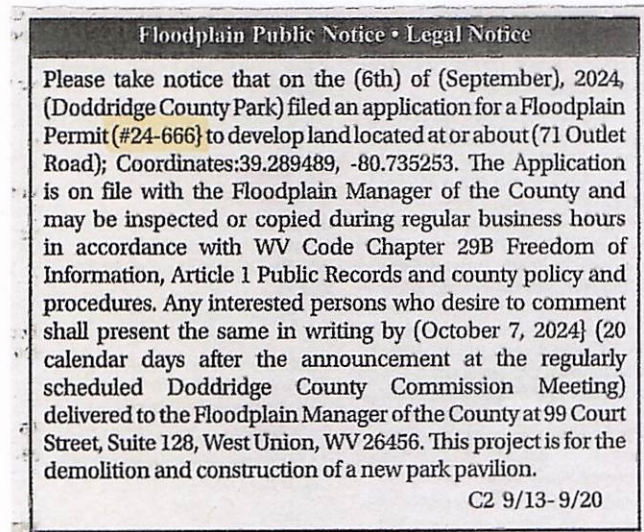 Floodplain Public Notice • Legal Notice
Please take notice that on the (6th) of (September), 2024,
(Doddridge County Park) filed an application for a Floodplain
Permit (#24-666} to develop land located at or about (71 Outlet
Road); Coordinates:39.289489, -80.735253. The Application
is on file with the Floodplain Manager of the County and
may be inspected or copied during regular business hours
in accordance with WV Code Chapter 29B Freedom of
Information, Article 1 Public Records and county policy and
procedures. Any interested persons who desire to comment
shall present the same in writing by (October 7, 2024} (20
calendar days after the announcement at the regularly
scheduled Doddridge County Commission Meeting)
delivered to the Floodplain Manager of the County at 99 Court
Street, Suite 128, West Union, WV 26456. This project is for the
demolition and construction of a new park pavilion.
C2 9/13-9/20